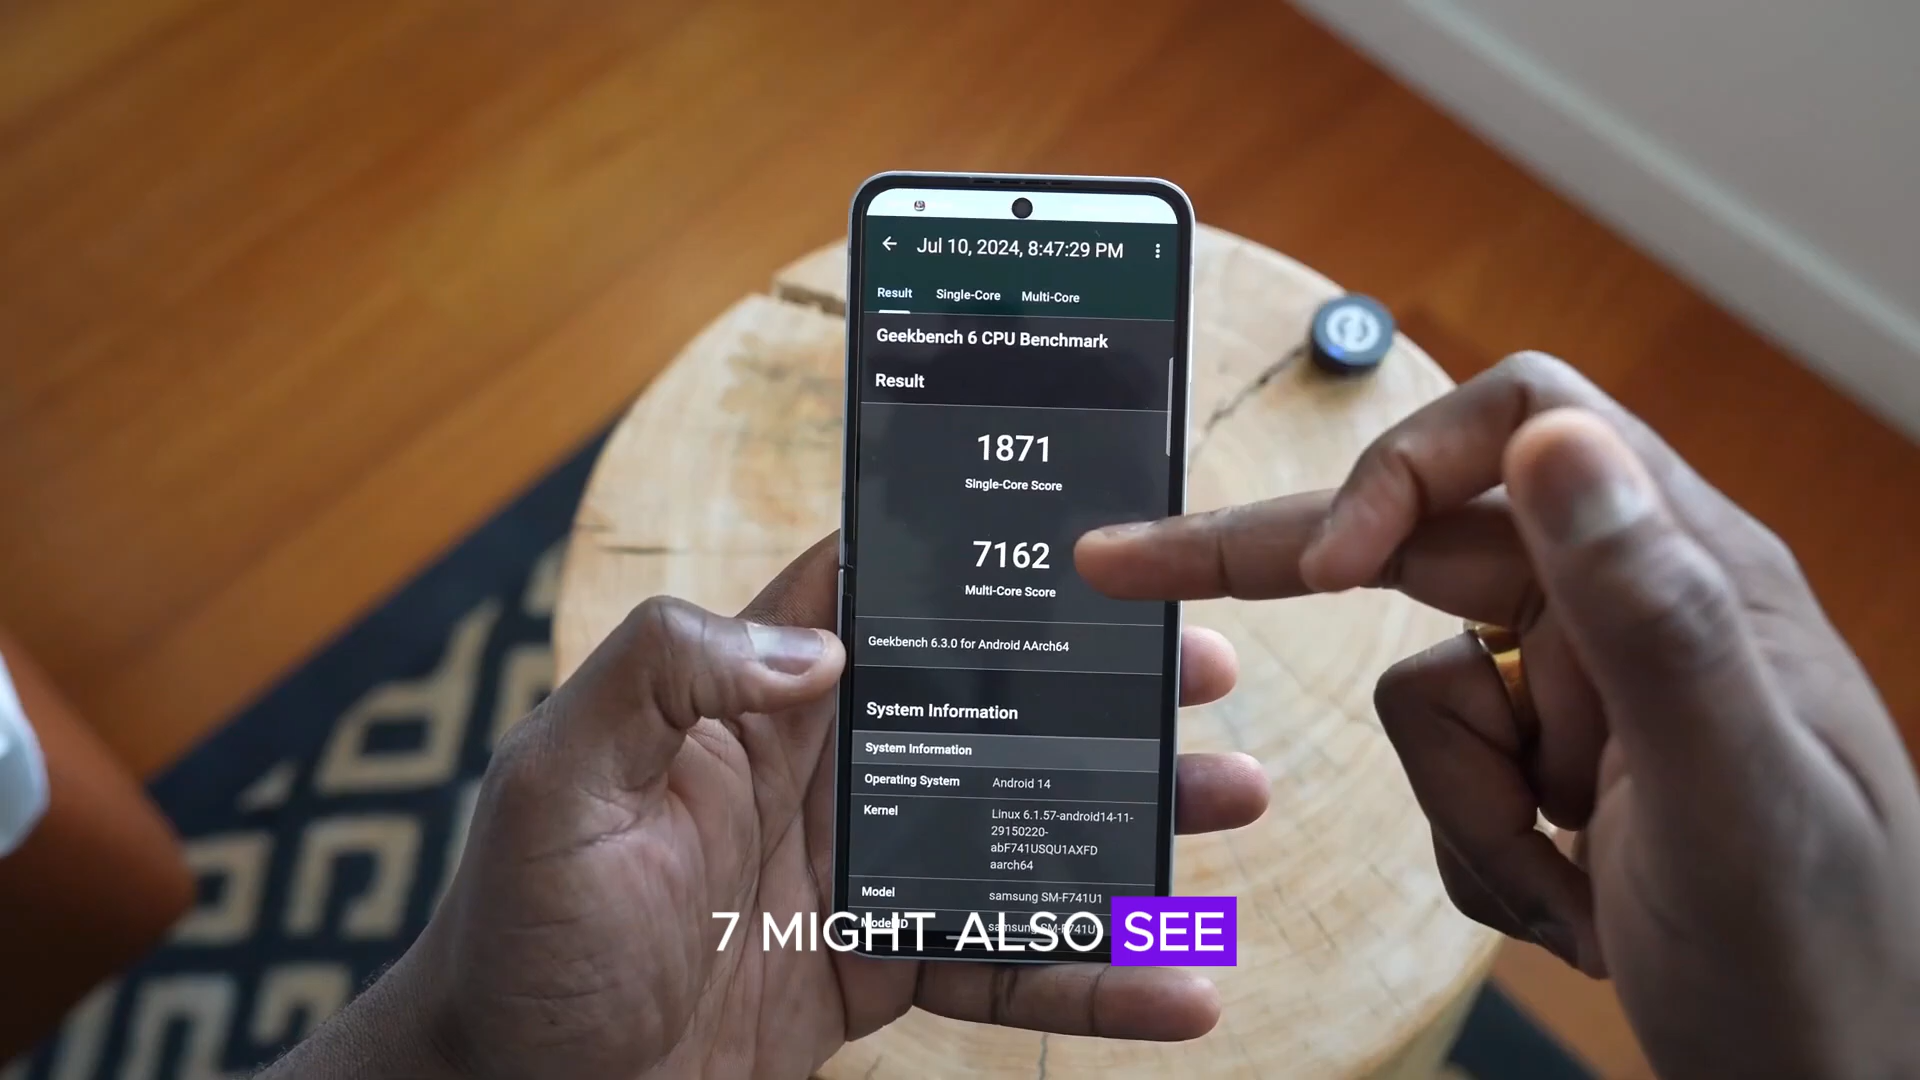 Jul 10, 2024, 8:47:29 PM
Result Single-Core Multi-Core
Geekbench 6 CPU Benchmark
Result
1871
Single-Core Score
7162
Multi-Core Score
Geekbench 6.3.0 for Android AArch64
System Information
System Information
Operating System Android 14
Kernel Linux 6.1.57-android14-11-
29150220-
abF741USQU1AXFD
aarch64
Model samsung SM-F741U1
7 MIGHT ALSO SEE